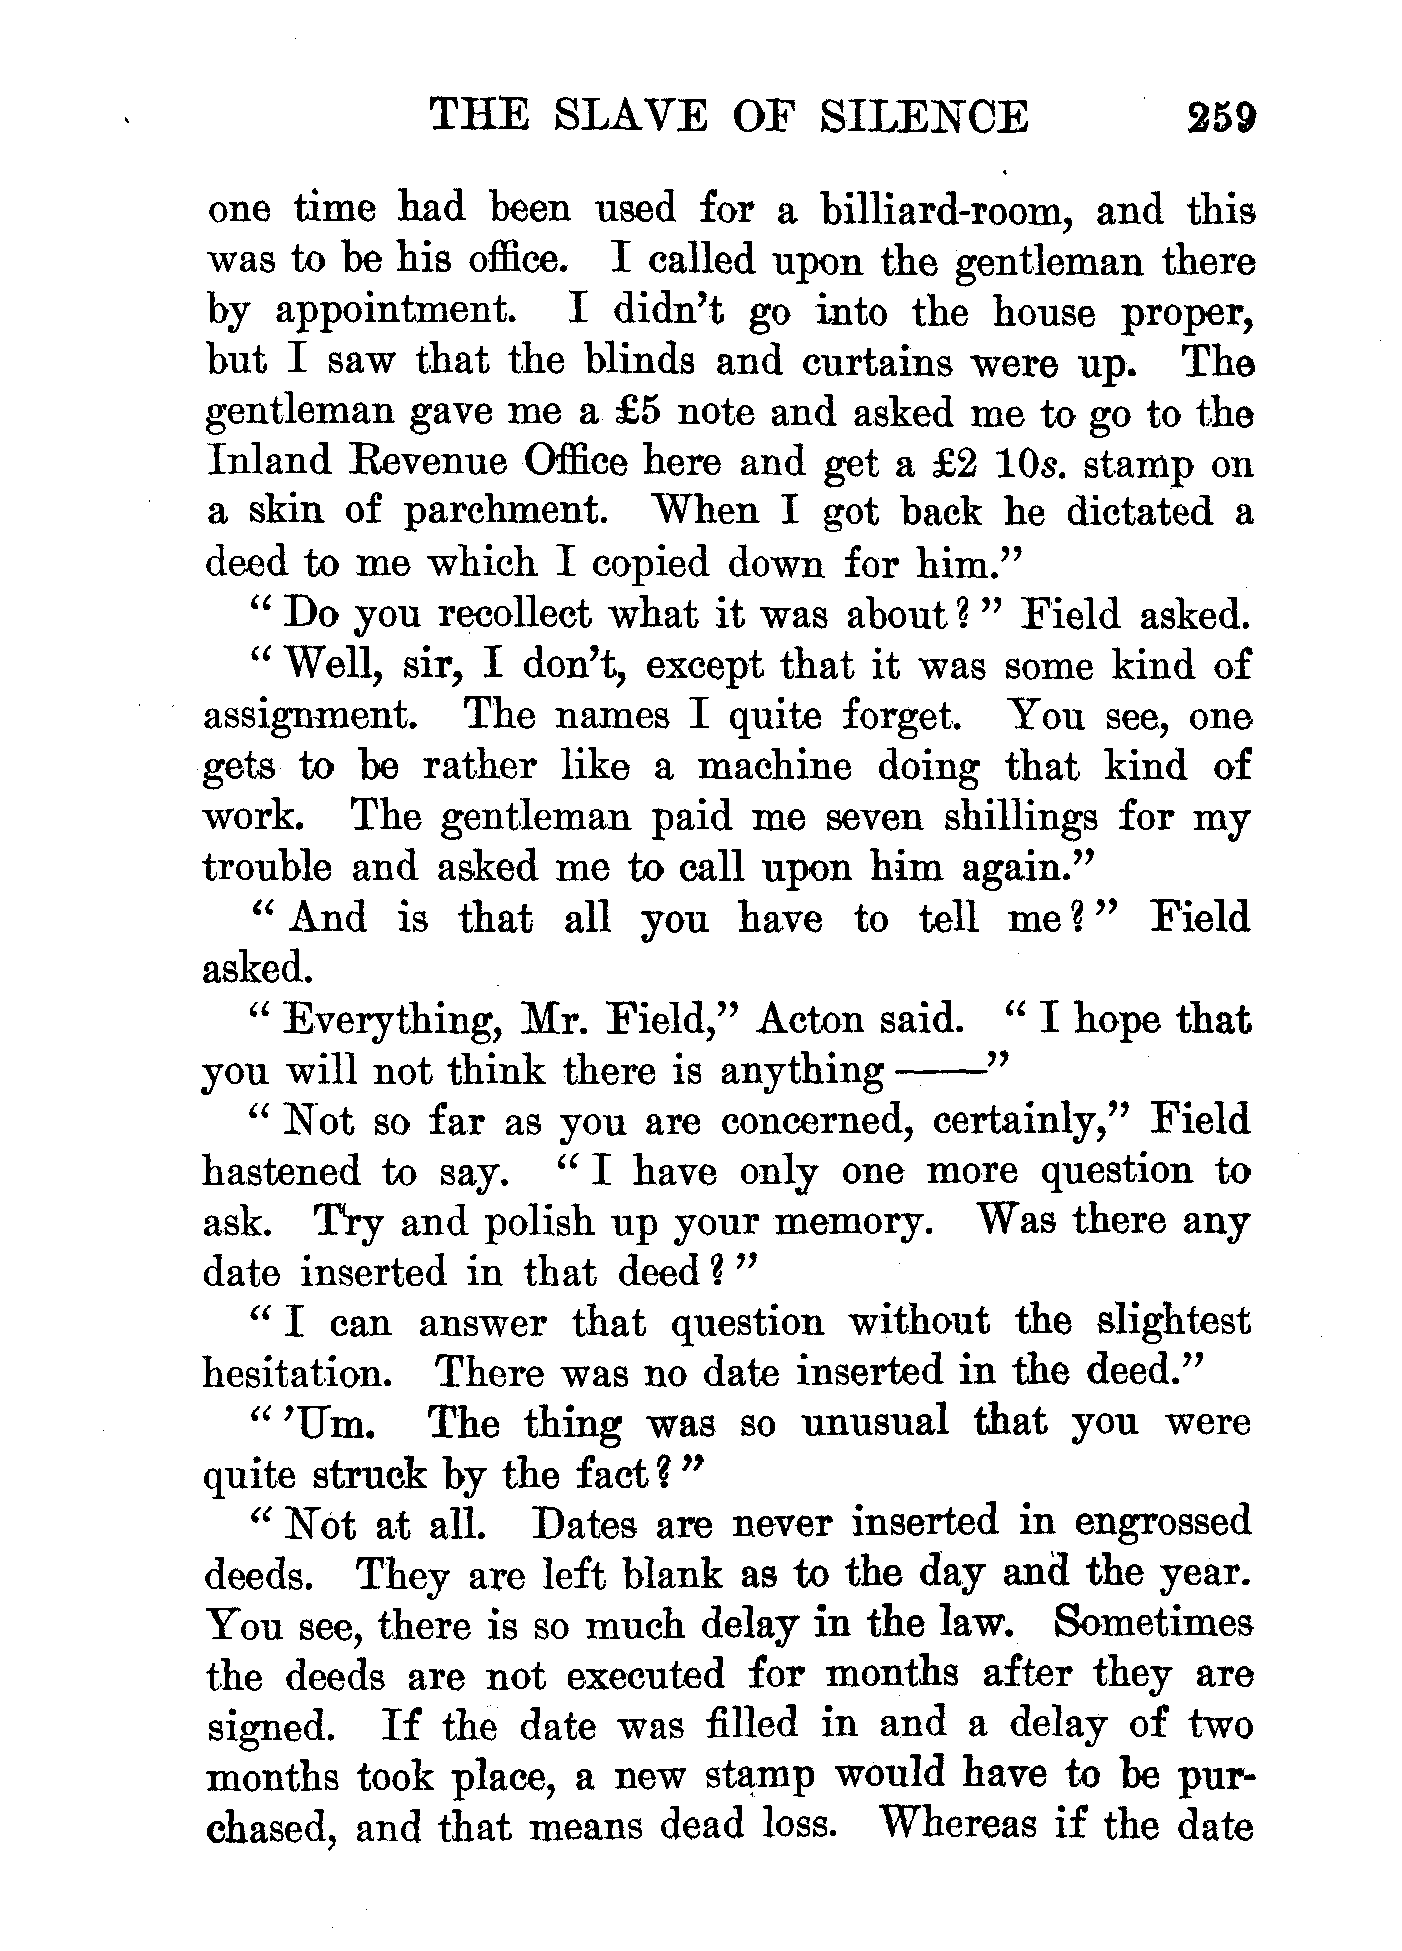 THE SLAVE OF SILENCE 259
one time had been used for a billiard-room, and this
was to be his office. I called upon the gentleman there
by appointment. I didn't go into the house proper,
but I saw that the blinds and curtains were up. The
gentleman gave me a £5 note and asked me to go to the
Inland Revenue Office here and get a £2 10s. stamp on
a skin of parchment. When I got back he dictated a
deed to me which I copied down for him."
"Do you recollect what it was about?" Field asked.
"Well, sir, I don't, except that it was some kind of
assignment. The names I quite forget. You see, one
gets to be rather like a machine doing that kind of
work. The gentleman paid me seven shillings for my
trouble and asked me to call upon him again."
"And is that all you have to tell me?" Field
asked.
"Everything, Mr. Field," Acton said. "I hope that
you will not think there is anything——"
"Not so far as you are concerned, certainly," Field
hastened to say. "I have only one more question to
ask. Try and polish up your memory. Was there any
date inserted in that deed?"
"I can answer that question without the slightest
hesitation. There was no date inserted in the deed."
"'Um. The thing was so unusual that you were
quite struck by the fact?"
"Not at all. Dates are never inserted in engrossed
deeds. They are left blank as to the day and the year.
You see, there is so much delay in the law. Sometimes
the deeds are not executed for months after they are
signed. If the date was filled in and a delay of two
months took place, a new stamp would have to be pur-
chased, and that means dead loss. Whereas if the date